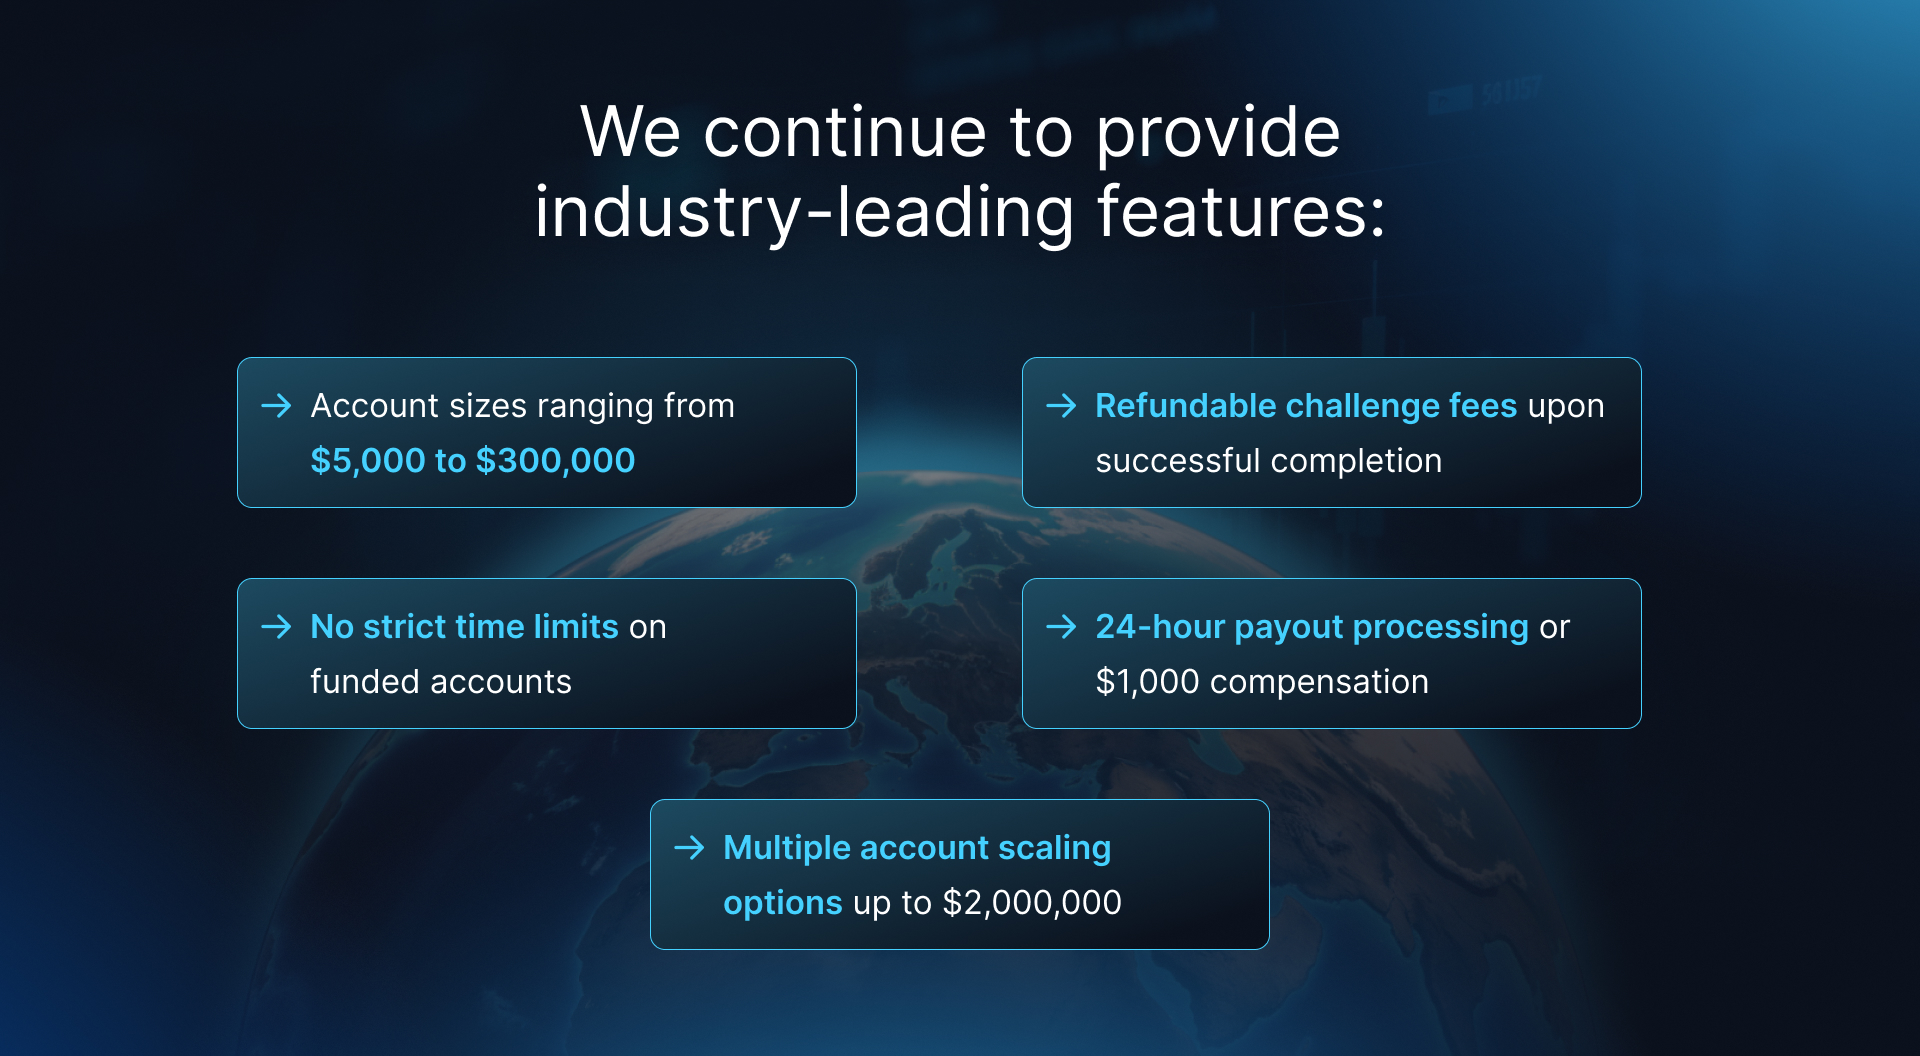 We continue to provide
industry-leading features:
→ Account sizes ranging from
$5,000 to $300,000
→ Refundable challenge fees upon
successful completion
→ No strict time limits on
funded accounts
→ 24-hour payout processing or
$1,000 compensation
→ Multiple account scaling
options up to $2,000,000